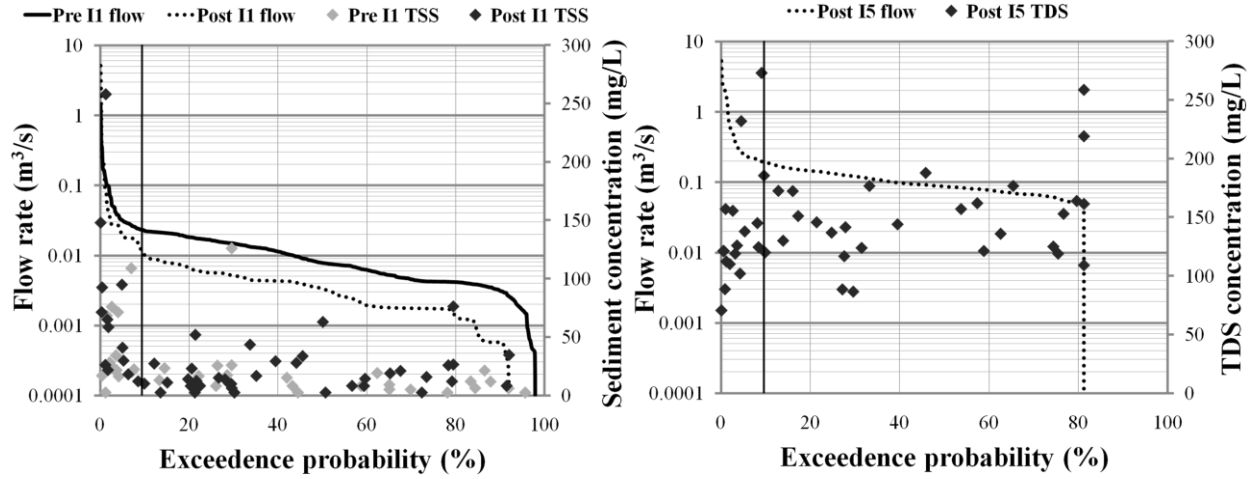 Pre I1 flow Post I1 flow Pre I1 TSS Post I1 TSS
10
1
0.1
0.01
0.001
0.0001
Flow rate (m³/s)
300
250
200
150
100
50
0
Sediment concentration (mg/L)
0 20 40 60 80 100
Exceedence probability (%)
Post I5 flow Post I5 TDS
10
1
0.1
0.01
0.001
0.0001
Flow rate (m³/s)
300
250
200
150
100
50
0
TDS concentration (mg/L)
0 20 40 60 80 100
Exceedence probability (%)